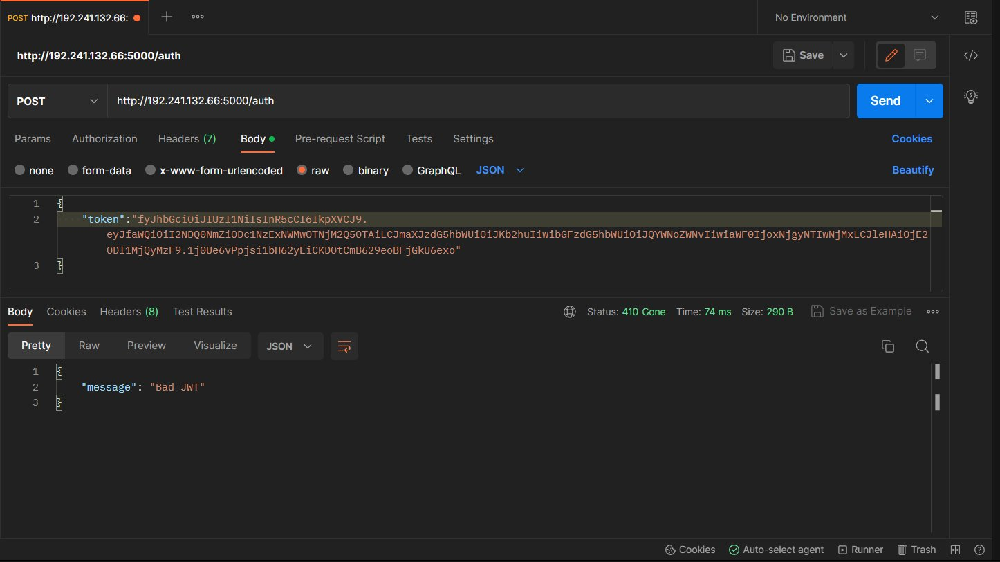 POST http://192.241.132.66:
No Environment
http://192.241.132.66:5000/auth
Save
POST
http://192.241.132.66:5000/auth
Send
Params Authorization Headers (7) Body Pre-request Script Tests Settings Cookies
none form-data x-www-form-urlencoded raw binary GraphQL JSON Beautify
1 {
2 "token":"fyJhbGciOiJIUzI1NiIsInR5cCI6IkpXVCJ9.
eyJfaWQiOiI2NDQ0NmZiODc1NzExNWMwOTNjM2Q5OTAiLCJmaXJzdG5hbWUiOiJKb2huIiwibGFzdG5hbWUiOiJQYWNoZWNvIiwiaWF0IjoxNjgyNTIwNjMxLCJleHAiOjE2
ODI1MjQyMzF9.1j0Ue6vPpjsi1bH62yEiCKDOtCmB629eoBFjGkU6exo"
3 }
Body Cookies Headers (8) Test Results Status: 410 Gone Time: 74 ms Size: 290 B Save as Example
Pretty Raw Preview Visualize JSON
1 {
2 "message": "Bad JWT"
3 }
Cookies Auto-select agent Runner Trash